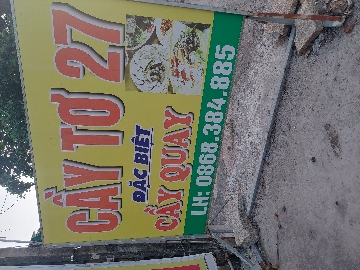 CẦY TƠ 27
ĐẶC BIỆT
CẦY QUAY
LH: 0868.384.885